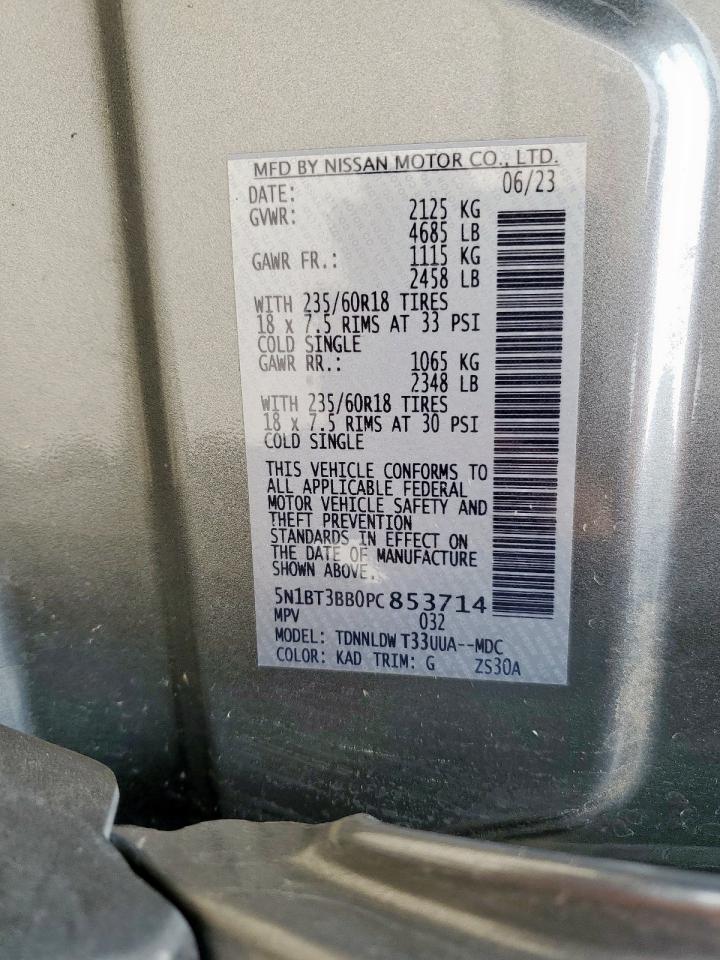 MFD BY NISSAN MOTOR CO., LTD.
DATE: 06/23
GVWR: 2125 KG
4685 LB
GAWR FR.: 1115 KG
2458 LB
WITH 235/60R18 TIRES
18 x 7.5 RIMS AT 33 PSI
COLD SINGLE
GAWR RR.: 1065 KG
2348 LB
WITH 235/60R18 TIRES
18 x 7.5 RIMS AT 30 PSI
COLD SINGLE
THIS VEHICLE CONFORMS TO
ALL APPLICABLE FEDERAL
MOTOR VEHICLE SAFETY AND
THEFT PREVENTION
STANDARDS IN EFFECT ON
THE DATE OF MANUFACTURE
SHOWN ABOVE.
5N1BT3BB0PC853714
MPV 032
MODEL: TDNNLDW T33UUA--MDC
COLOR: KAD TRIM: G ZS30A